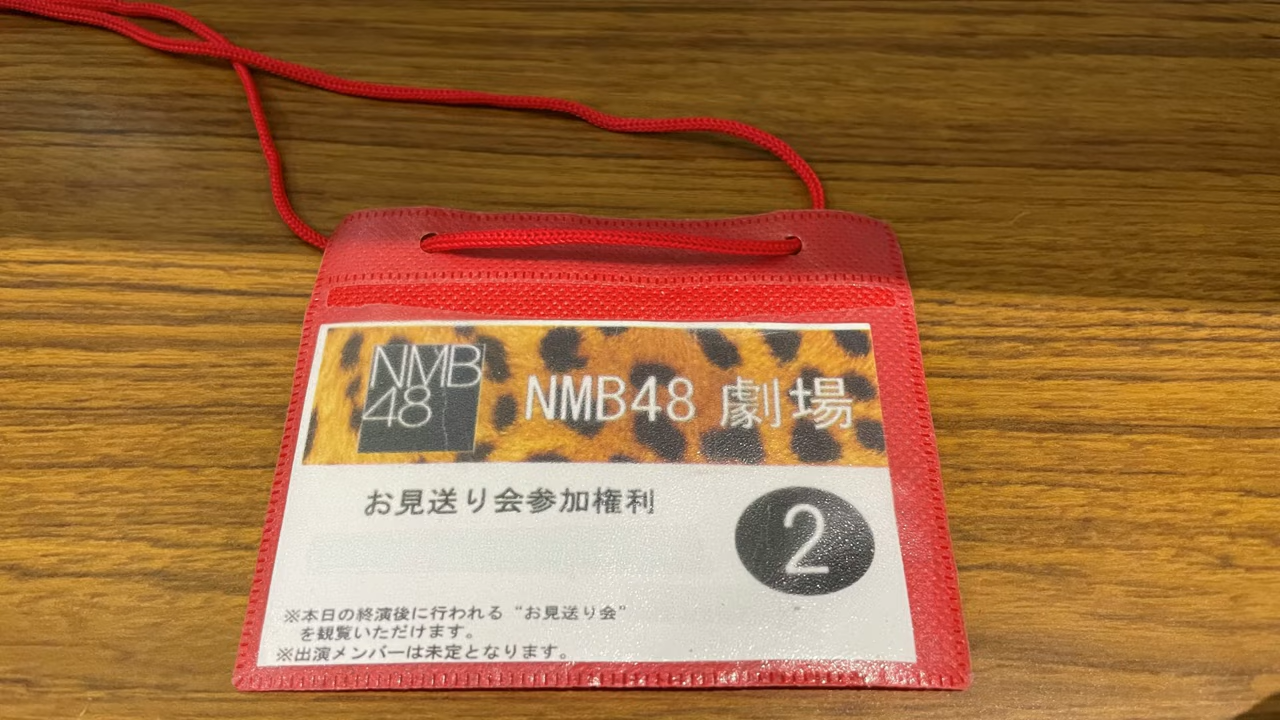 NMB
48
NMB48 劇場
お見送り会参加権利
2
※本日の終演後に行われる “お見送り会”
を観覧いただけます。
※出演メンバーは未定となります。